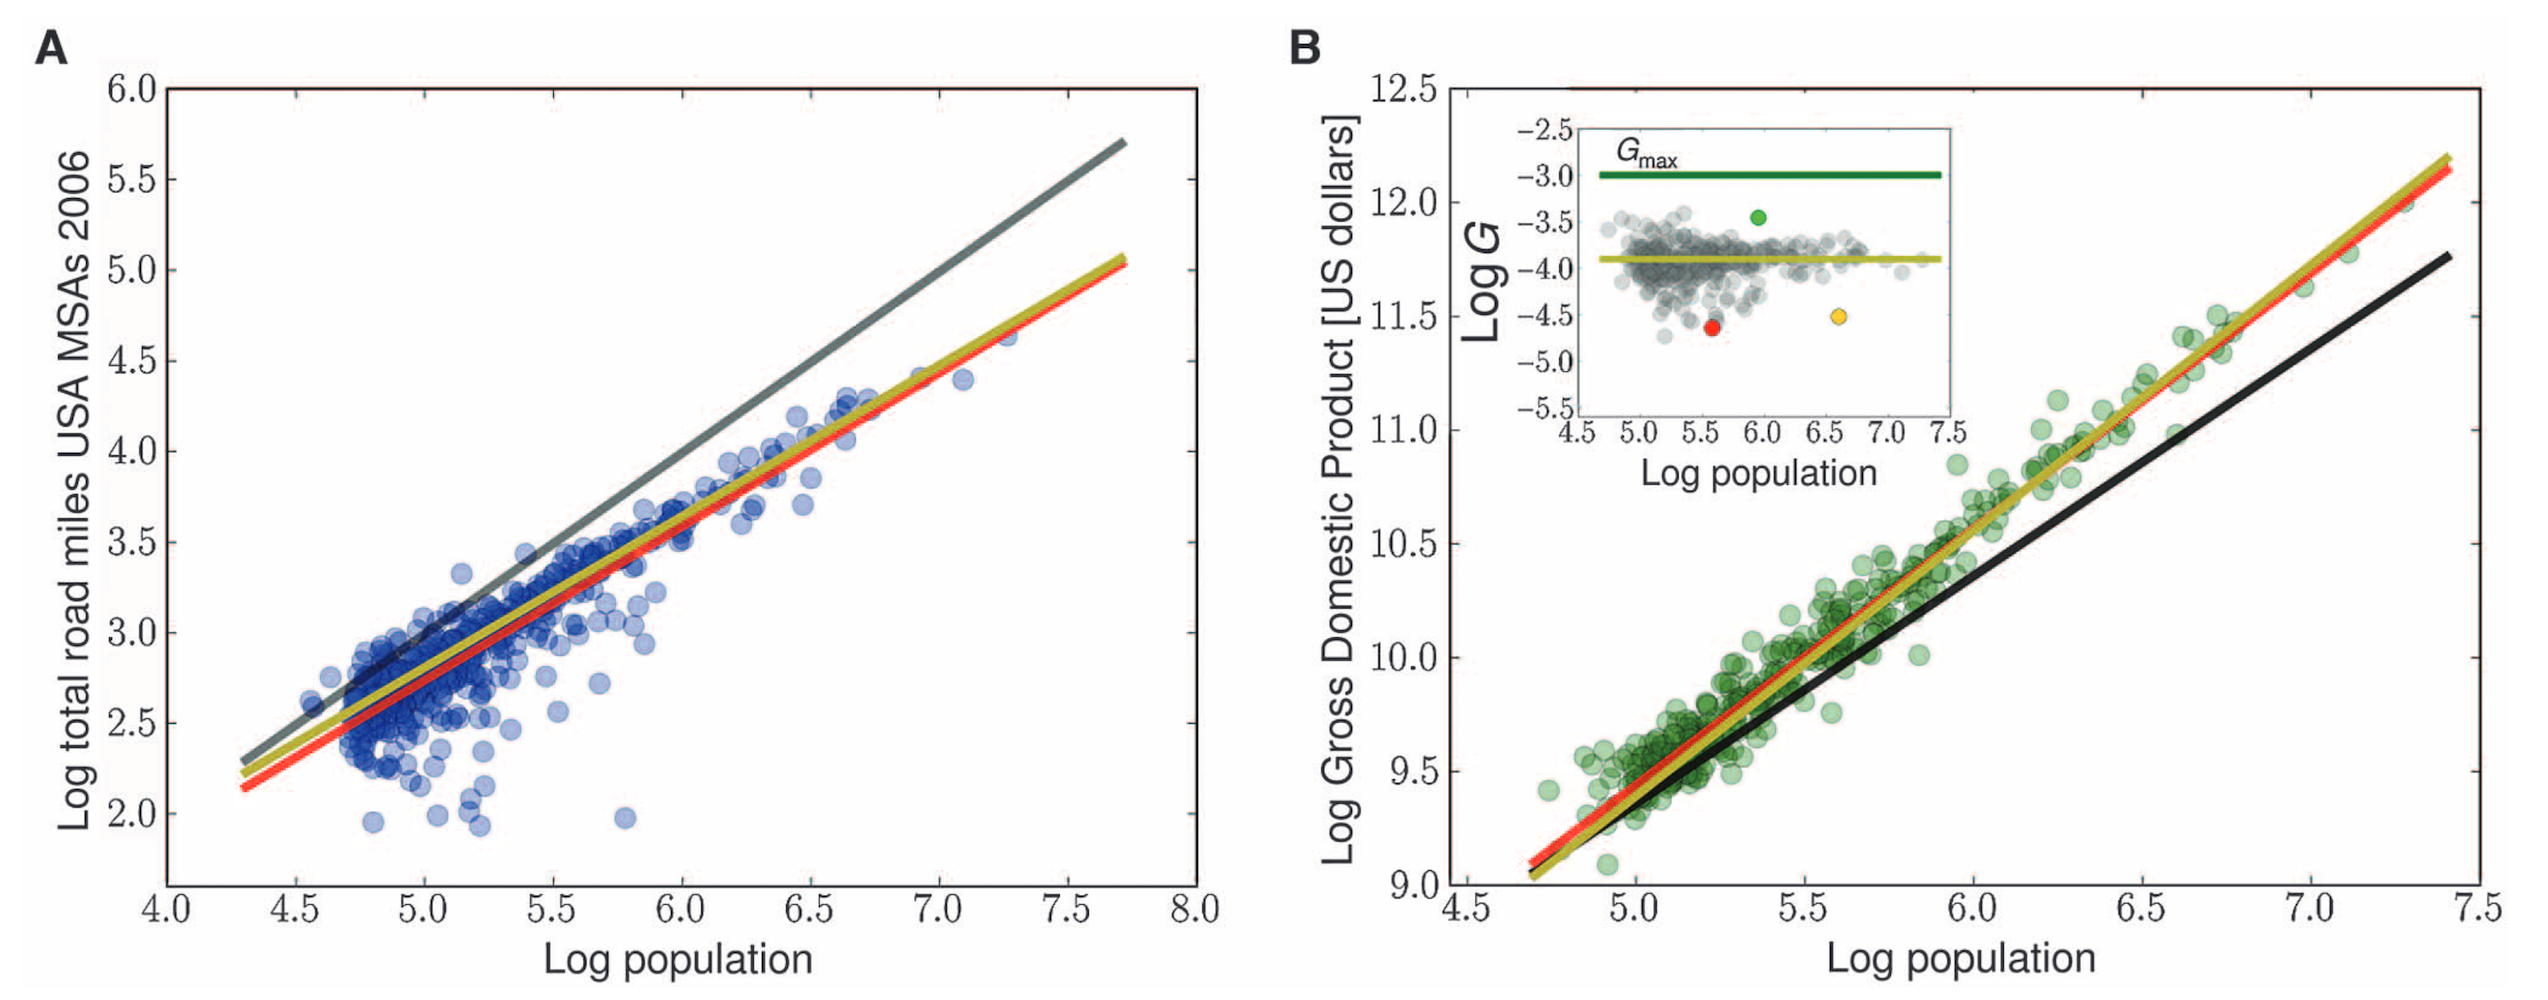 A
Log total road miles USA MSAs 2006
6.0
5.5
5.0
4.5
4.0
3.5
3.0
2.5
2.0
4.0 4.5 5.0 5.5 6.0 6.5 7.0 7.5 8.0
Log population
B
Log Gross Domestic Product [US dollars]
12.5
12.0
11.5
11.0
10.5
10.0
9.5
9.0
4.5 5.0 5.5 6.0 6.5 7.0 7.5
Log population
Log G
−2.5
−3.0
−3.5
−4.0
−4.5
−5.0
−5.5
Gmax
4.5 5.0 5.5 6.0 6.5 7.0 7.5
Log population